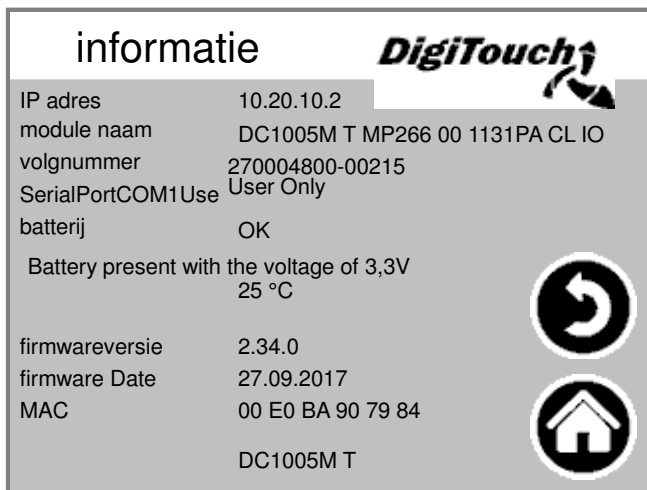 informatie
DigiTouch
IP adres 10.20.10.2
module naam DC1005M T MP266 00 1131PA CL IO
volgnummer 270004800-00215
SerialPortCOM1Use User Only
batterij OK
Battery present with the voltage of 3,3V
25 °C
firmwareversie 2.34.0
firmware Date 27.09.2017
MAC 00 E0 BA 90 79 84
DC1005M T